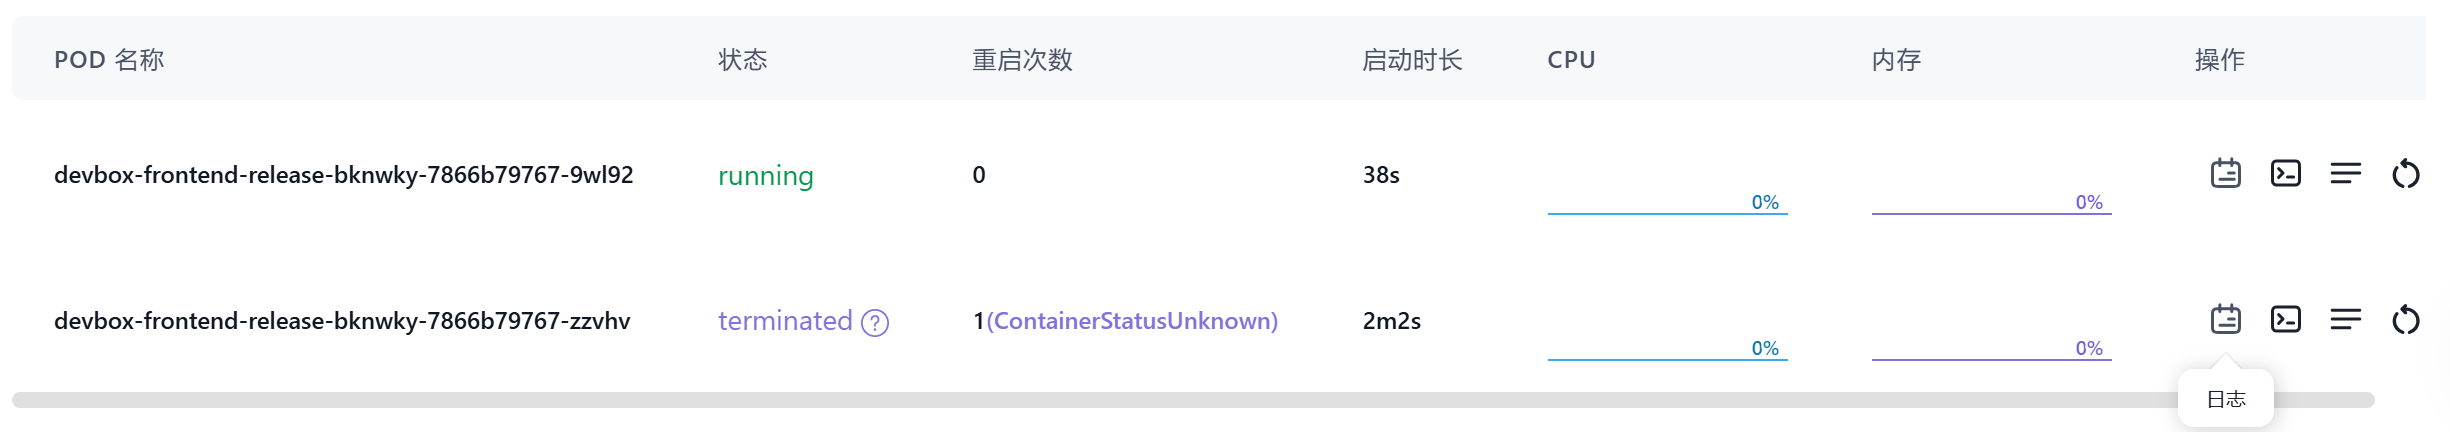 POD 名称 状态 重启次数 启动时长 CPU 内存 操作
devbox-frontend-release-bknwky-7866b79767-9wl92 running 0 38s 0% 0%
devbox-frontend-release-bknwky-7866b79767-zzvhv terminated ? 1(ContainerStatusUnknown) 2m2s 0% 0%
日志